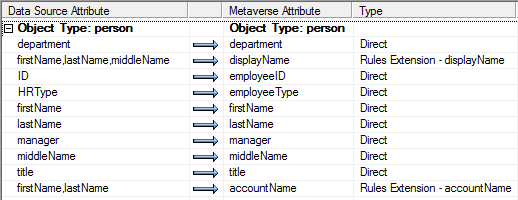 Data Source Attribute Metaverse Attribute Type
Object Type: person Object Type: person
department department Direct
firstName,lastName,middleName displayName Rules Extension - displayName
ID employeeID Direct
HRType employeeType Direct
firstName firstName Direct
lastName lastName Direct
manager manager Direct
middleName middleName Direct
title title Direct
firstName,lastName accountName Rules Extension - accountName